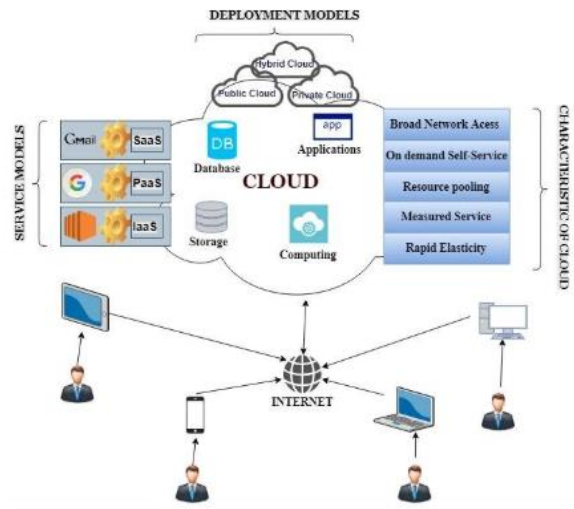 DEPLOYMENT MODELS
Hybrid Cloud
Public Cloud
Private Cloud
SERVICE MODELS
GMail
SaaS
PaaS
IaaS
DB
Database
app
Applications
CLOUD
Storage
Computing
Broad Network Acess
On demand Self-Service
Resource pooling
Measured Service
Rapid Elasticity
CHARACTERISTIC OF CLOUD
INTERNET